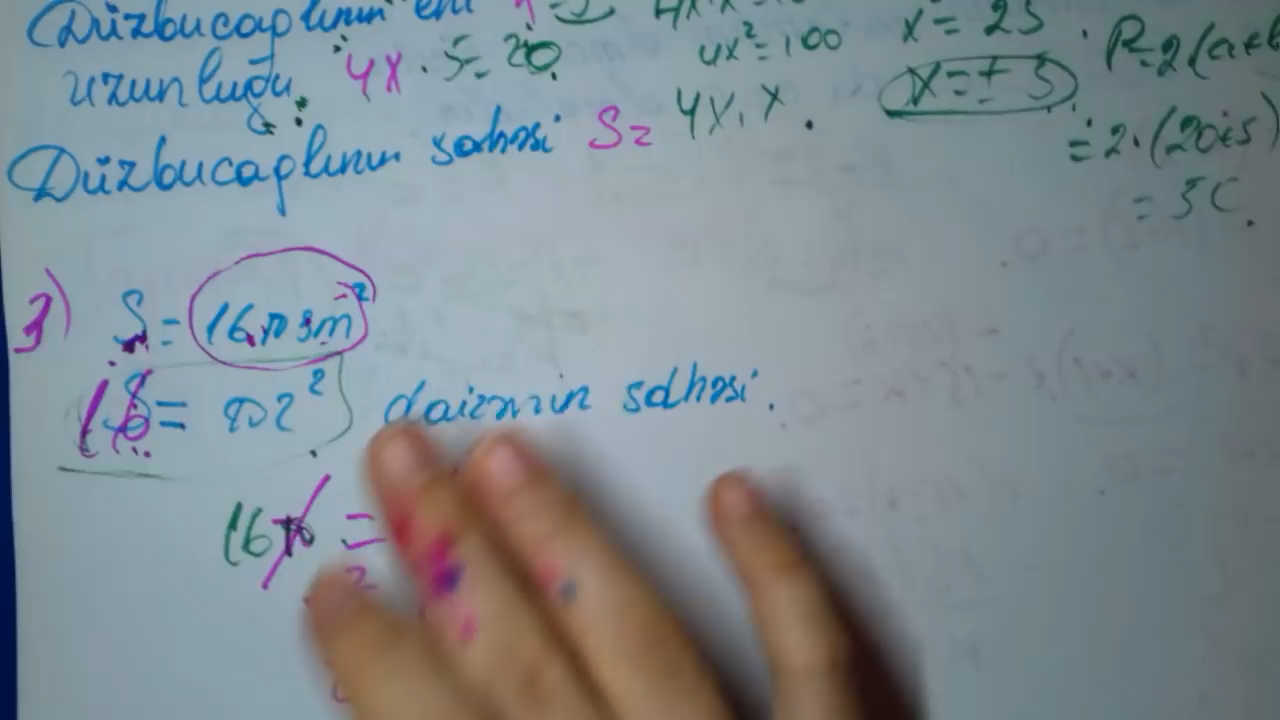 Düzbucaqlının eni
uzunluğu 4x · 5 = 20
4x² = 100
x² = 25
x = ± 5
P = 2(a+b
= 2 · (20+5)
= 50
Düzbucaqlının sahəsi S = 4x · x
3) S = 16π sm²
S = πr² dairənin sahəsi
16π =